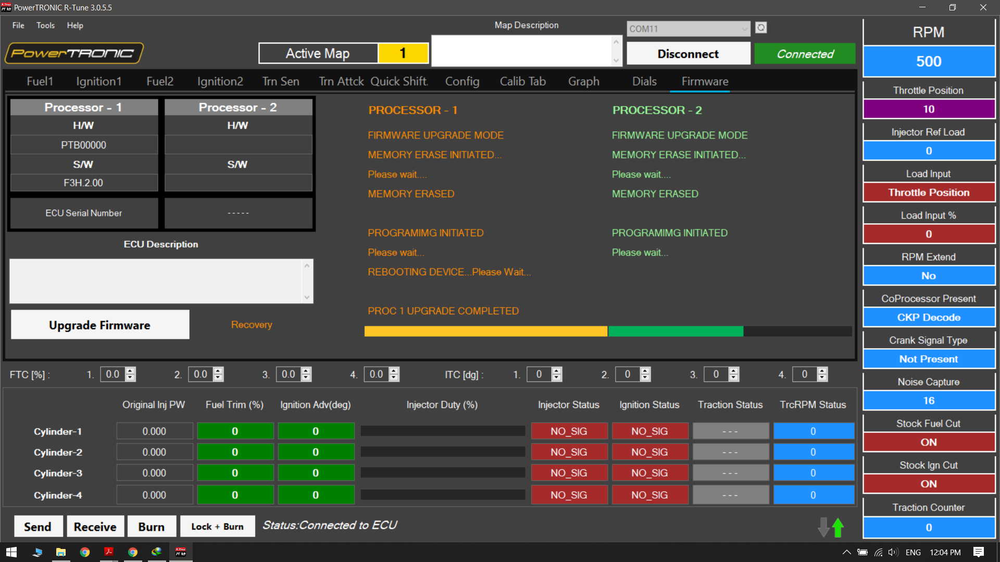 PowerTRONIC R-Tune 3.0.5.5
File Tools Help
Map Description
COM11
PowerTRONIC
Active Map 1
Disconnect
Connected
Fuel1 Ignition1 Fuel2 Ignition2 Trn Sen Trn Attck Quick Shift. Config Calib Tab Graph Dials Firmware
Processor - 1
H/W
PTB00000
S/W
F3H.2.00
ECU Serial Number
Processor - 2
H/W
S/W
- - - - -
ECU Description
Upgrade Firmware
Recovery
PROCESSOR - 1
FIRMWARE UPGRADE MODE
MEMORY ERASE INITIATED...
Please wait....
MEMORY ERASED
PROGRAMIMG INITIATED
Please wait...
REBOOTING DEVICE...Please Wait...
PROC 1 UPGRADE COMPLETED
PROCESSOR - 2
FIRMWARE UPGRADE MODE
MEMORY ERASE INITIATED...
Please wait....
MEMORY ERASED
PROGRAMIMG INITIATED
Please wait...
FTC [%] : 1. 0.0 2. 0.0 3. 0.0 4. 0.0 ITC [dg] : 1. 0 2. 0 3. 0 4. 0
Original Inj PW Fuel Trim (%) Ignition Adv(deg) Injector Duty (%) Injector Status Ignition Status Traction Status TrcRPM Status
Cylinder-1 0.000 0 0 NO_SIG NO_SIG - - - 0
Cylinder-2 0.000 0 0 NO_SIG NO_SIG - - - 0
Cylinder-3 0.000 0 0 NO_SIG NO_SIG - - - 0
Cylinder-4 0.000 0 0 NO_SIG NO_SIG - - - 0
Send Receive Burn Lock + Burn Status:Connected to ECU
RPM
500
Throttle Position
10
Injector Ref Load
0
Load Input
Throttle Position
Load Input %
0
RPM Extend
No
CoProcessor Present
CKP Decode
Crank Signal Type
Not Present
Noise Capture
16
Stock Fuel Cut
ON
Stock Ign Cut
ON
Traction Counter
0
ENG 12:04 PM